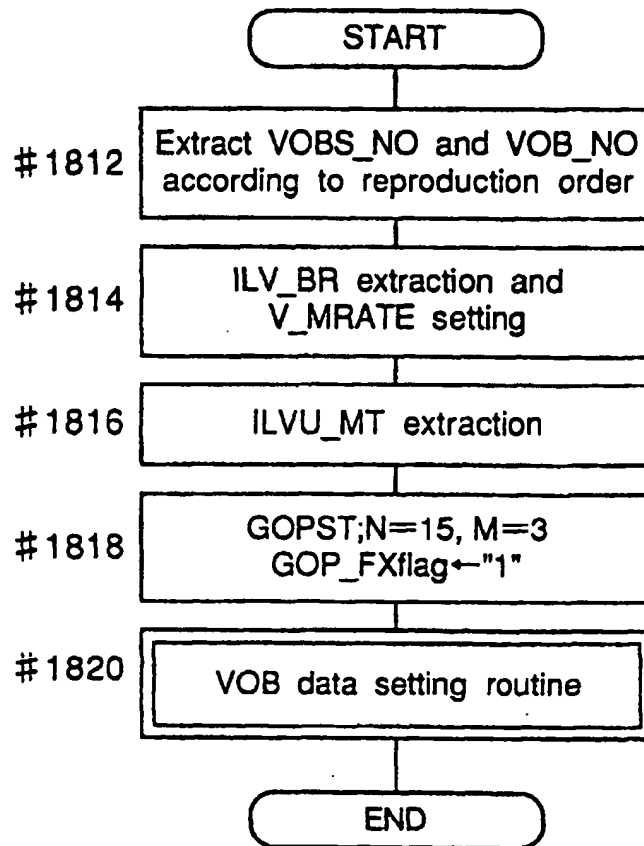 START
#1812
Extract VOBS_NO and VOB_NO
according to reproduction order
#1814
ILV_BR extraction and
V_MRATE setting
#1816
ILVU_MT extraction
#1818
GOPST;N=15, M=3
GOP_FXflag←"1"
#1820
VOB data setting routine
END